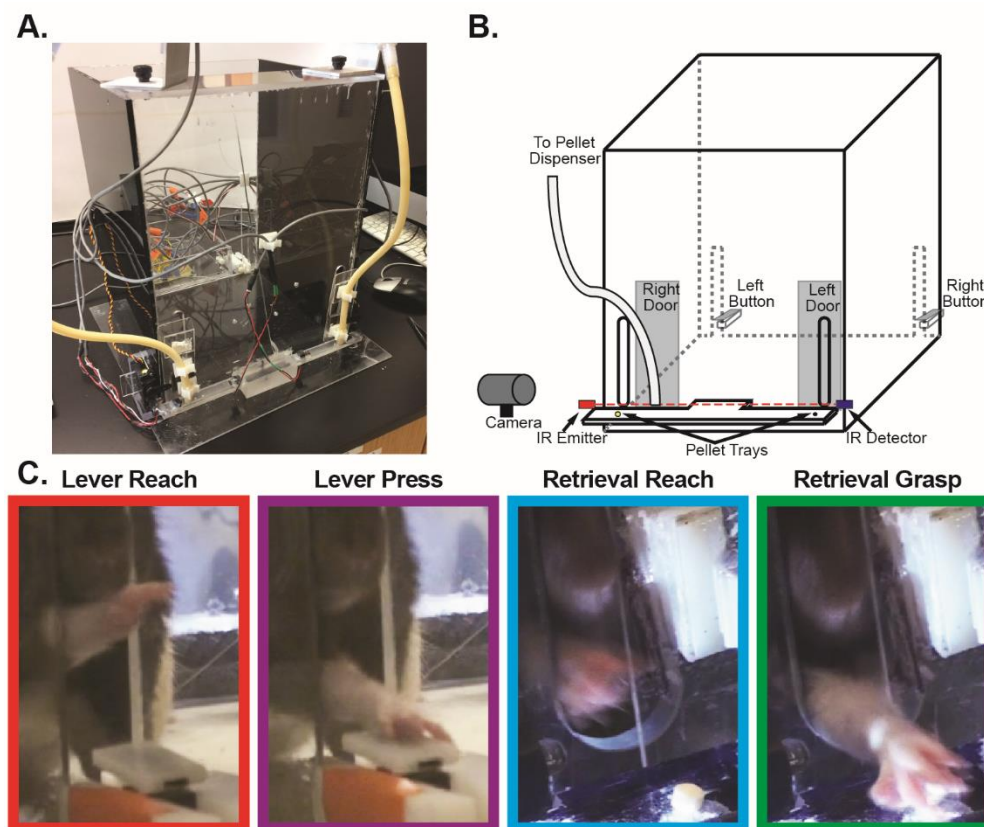 A.
B.
To Pellet
Dispenser
Right
Door
Left
Button
Left
Door
Right
Button
Camera
IR Emitter
Pellet Trays
IR Detector
C.
Lever Reach
Lever Press
Retrieval Reach
Retrieval Grasp